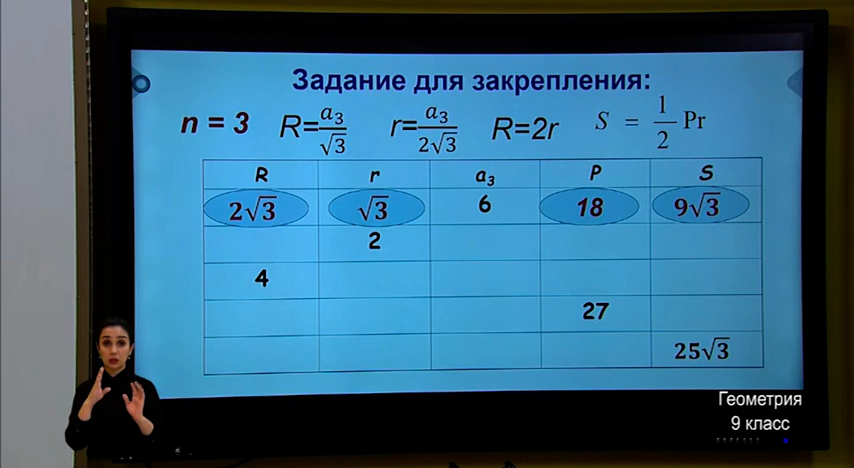 Задание для закрепления:
n = 3 R=a₃/√3 r=a₃/2√3 R=2r S = 1/2 Pr
R r a₃ P S
2√3 √3 6 18 9√3
2
4
27
25√3
Геометрия
9 класс